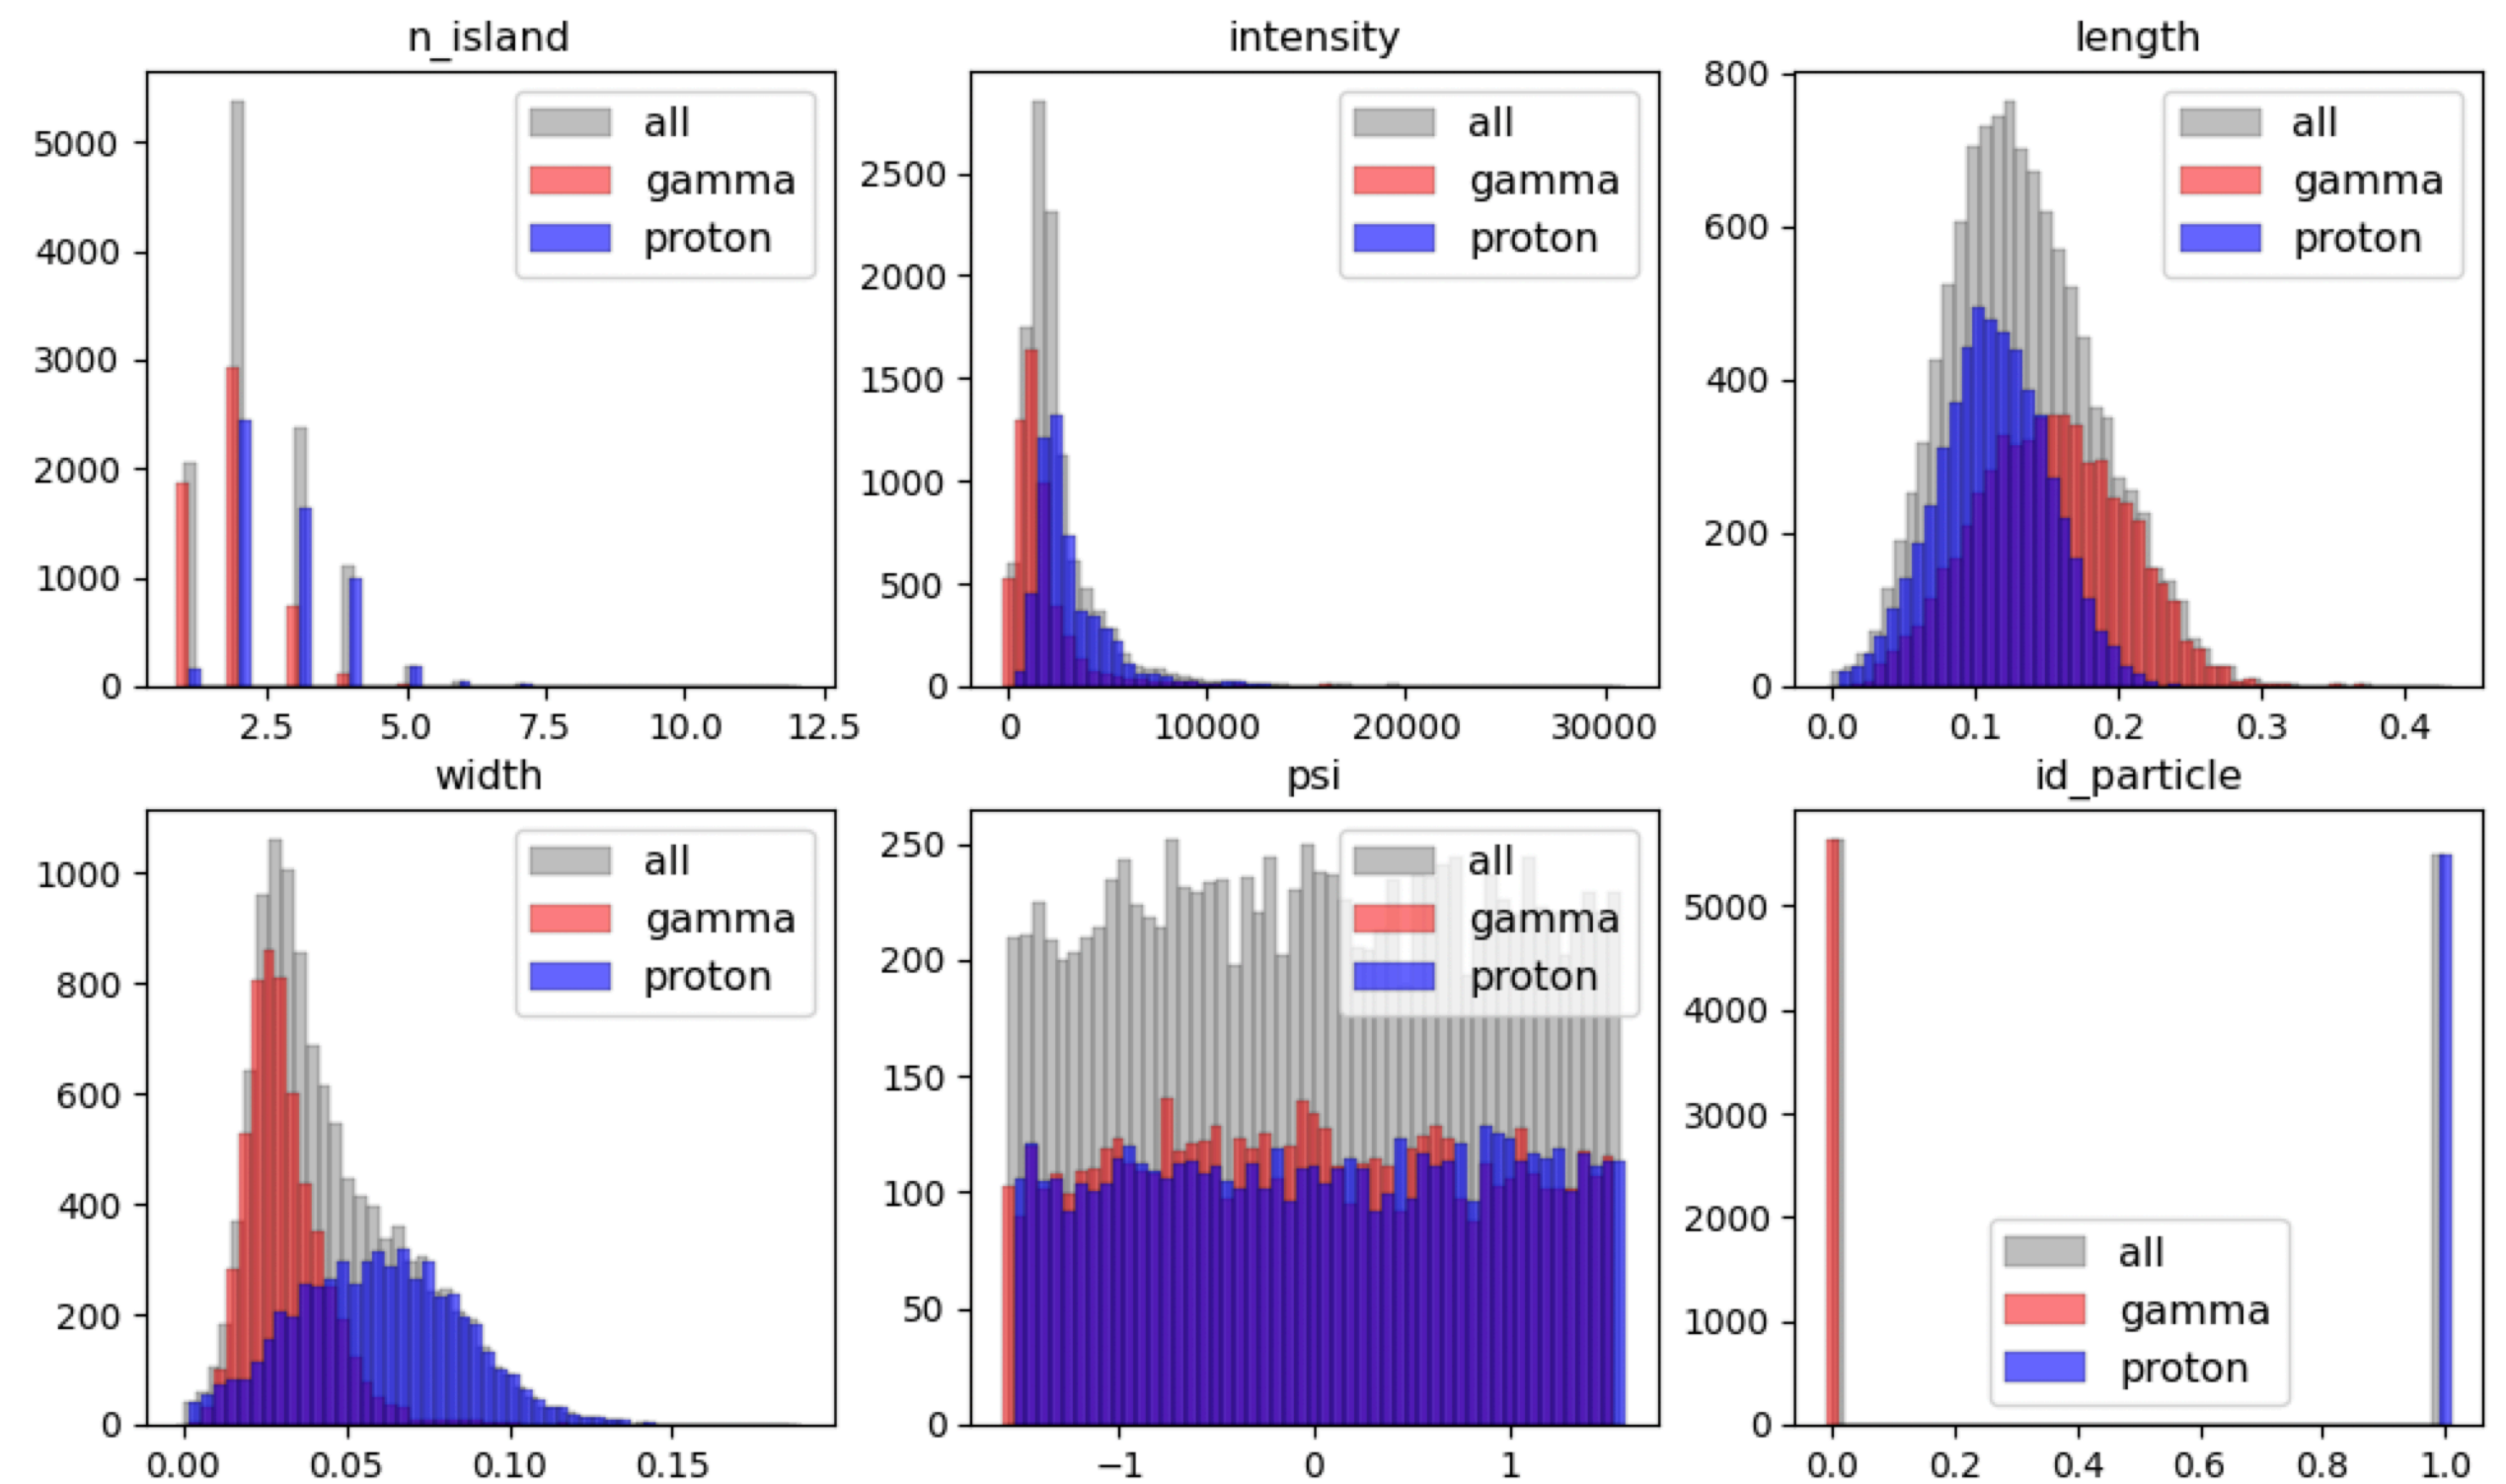 n_island
intensity
length
5000
4000
3000
2000
1000
0
2.5 5.0 7.5 10.0 12.5
all
gamma
proton
2500
2000
1500
1000
500
0
0 10000 20000 30000
all
gamma
proton
800
600
400
200
0
0.0 0.1 0.2 0.3 0.4
all
gamma
proton
width
psi
id_particle
1000
800
600
400
200
0
0.00 0.05 0.10 0.15
all
gamma
proton
250
200
150
100
50
0
−1 0 1
all
gamma
proton
5000
4000
3000
2000
1000
0
0.0 0.2 0.4 0.6 0.8 1.0
all
gamma
proton